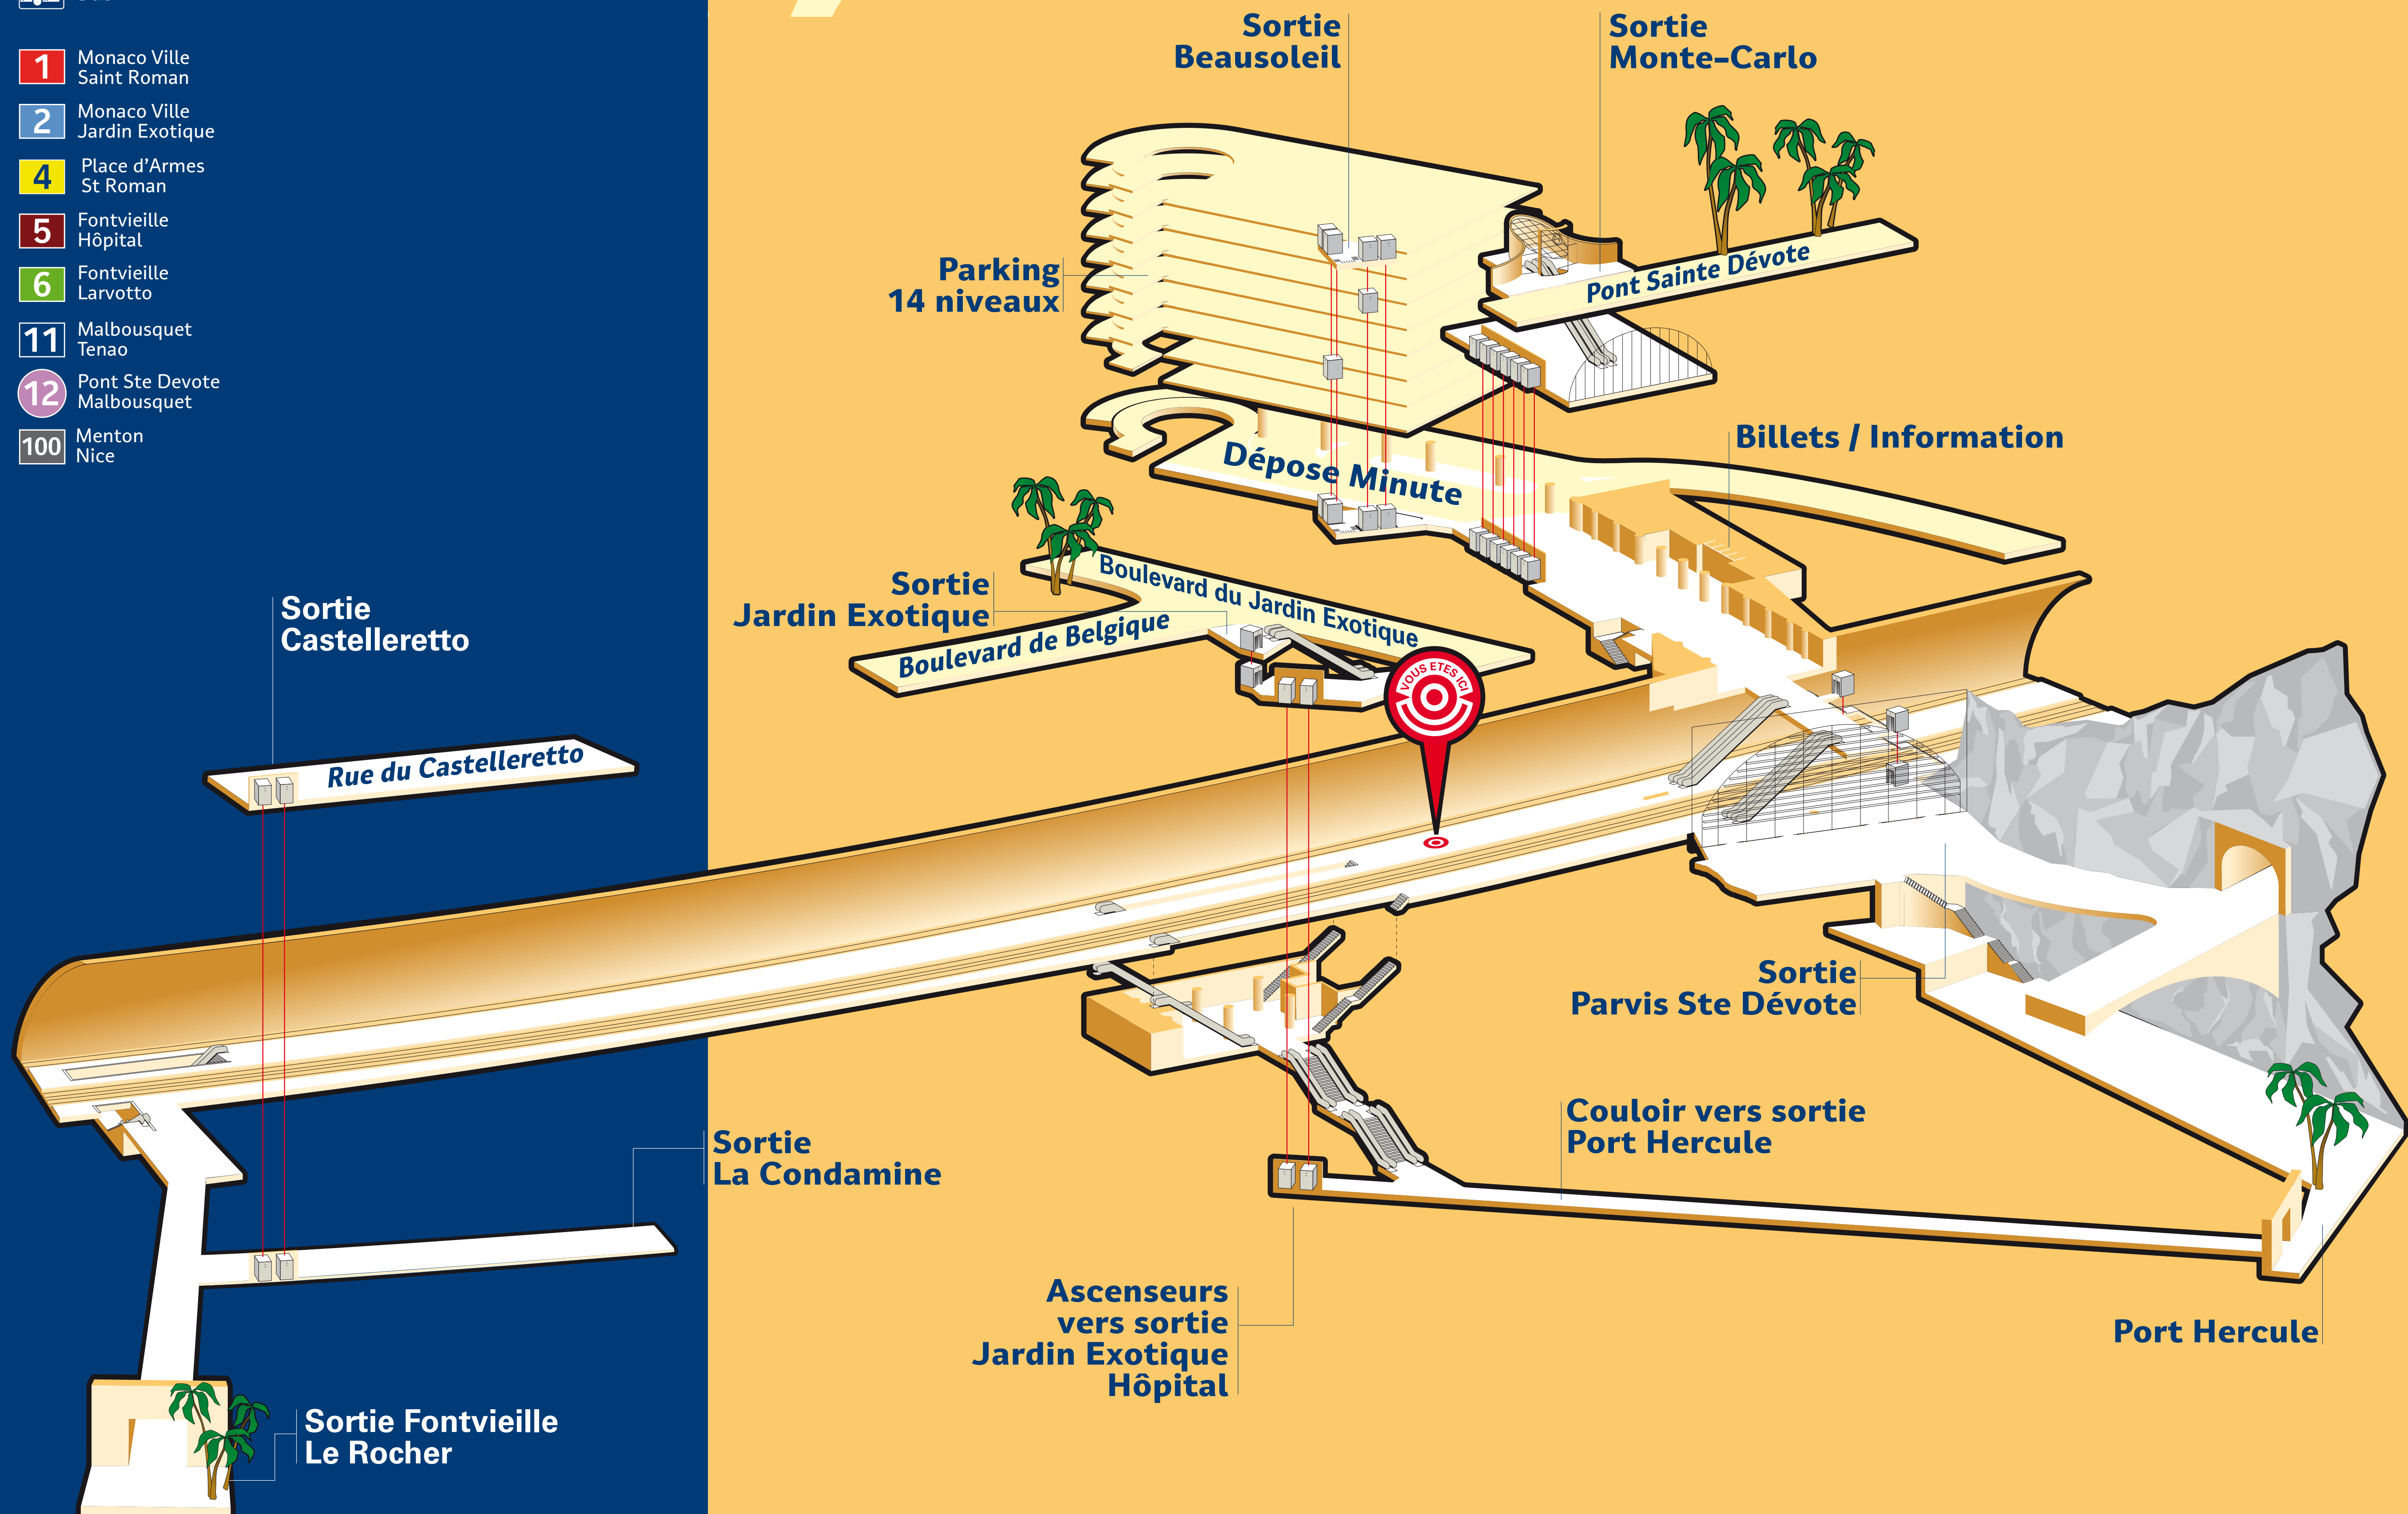 1
Monaco Ville
Saint Roman
2
Monaco Ville
Jardin Exotique
4
Place d'Armes
St Roman
5
Fontvieille
Hôpital
6
Fontvieille
Larvotto
11
Malbousquet
Tenao
12
Pont Ste Devote
Malbousquet
100
Menton
Nice
Sortie
Beausoleil
Sortie
Monte-Carlo
Parking
14 niveaux
Pont Sainte Dévote
Billets / Information
Dépose Minute
Sortie
Jardin Exotique
Boulevard du Jardin Exotique
Boulevard de Belgique
VOUS ETES ICI
Sortie
Castelleretto
Rue du Castelleretto
Sortie
Parvis Ste Dévote
Couloir vers sortie
Port Hercule
Sortie
La Condamine
Ascenseurs
vers sortie
Jardin Exotique
Hôpital
Port Hercule
Sortie Fontvieille
Le Rocher